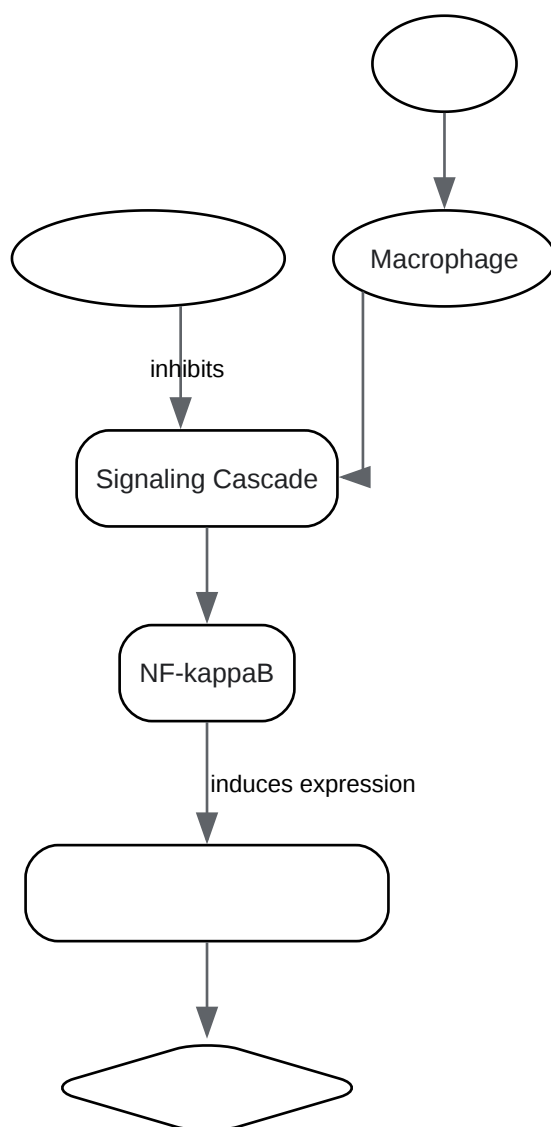 Macrophage
inhibits
Signaling Cascade
NF-kappaB
induces expression